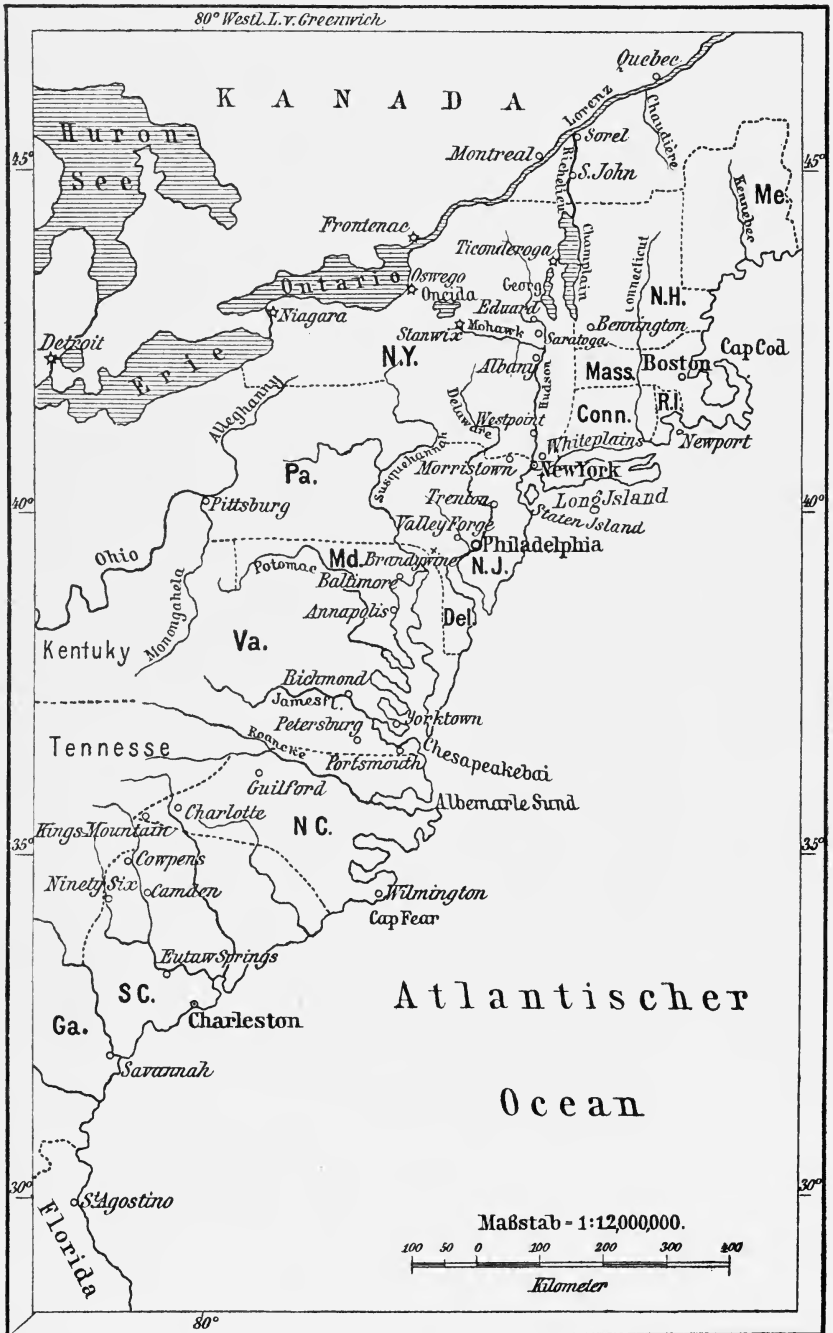 80° Westl. L. v. Greenwich
Quebec
KANADA
Lorenz
Chaudière
Huron-
See
Sorel
45°
Montreal
Richelieu
S. John
45°
Kennebec
Me.
Frontenac
Ticonderoga
Champlain
Connecticut
Ontario
Oswego
Oneida
Georg
N.H.
Niagara
Eduard
Bennington
Detroit
Stanwix
Mohawk
Saratoga
Cap Cod
Erie
N.Y.
Albany
Mass.
Boston
Hudson
Alleghanny
Delaware
Conn.
R.I.
Westpoint
Whiteplains
Newport
Susquehannah
Pa.
Morristown
New York
Pittsburg
Trenton
Long Island
40°
Staten Island
40°
Valley Forge
Philadelphia
Ohio
Md.
Brandywine
N.J.
Potomac
Baltimore
Monongahela
Annapolis
Del.
Kentuky
Va.
Richmond
Jamesfl.
Yorktown
Petersburg
Tennesse
Roancke
Chesapeakebai
Portsmouth
Guilford
Albemarle Sund
Charlotte
N C.
Kings Mountain
35°
Cowpens
35°
Ninety Six
Camden
Wilmington
Cap Fear
Eutaw Springs
S C.
Atlantischer
Charleston
Ga.
Savannah
Ocean
30°
St. Agostino
30°
Florida
Maßstab = 1:12,000,000.
100 50 0 100 200 300 400
Kilometer
80°